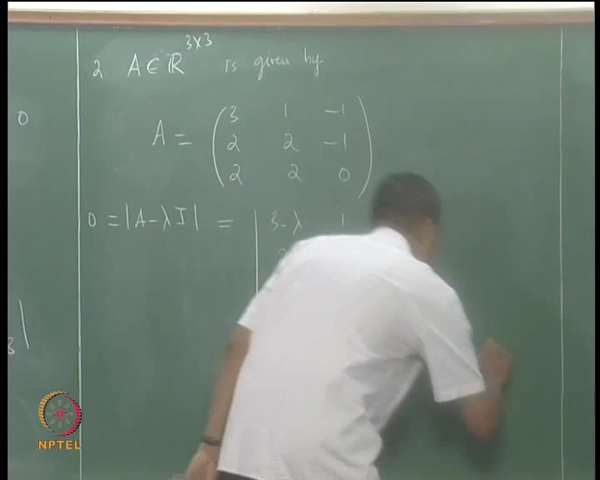 0
3
2 A∈ℝ^{3×3} is given by
A = (3 1 -1
2 2 -1
2 2 0)
0 = |A-λI| = | 3-λ 1
NPTEL